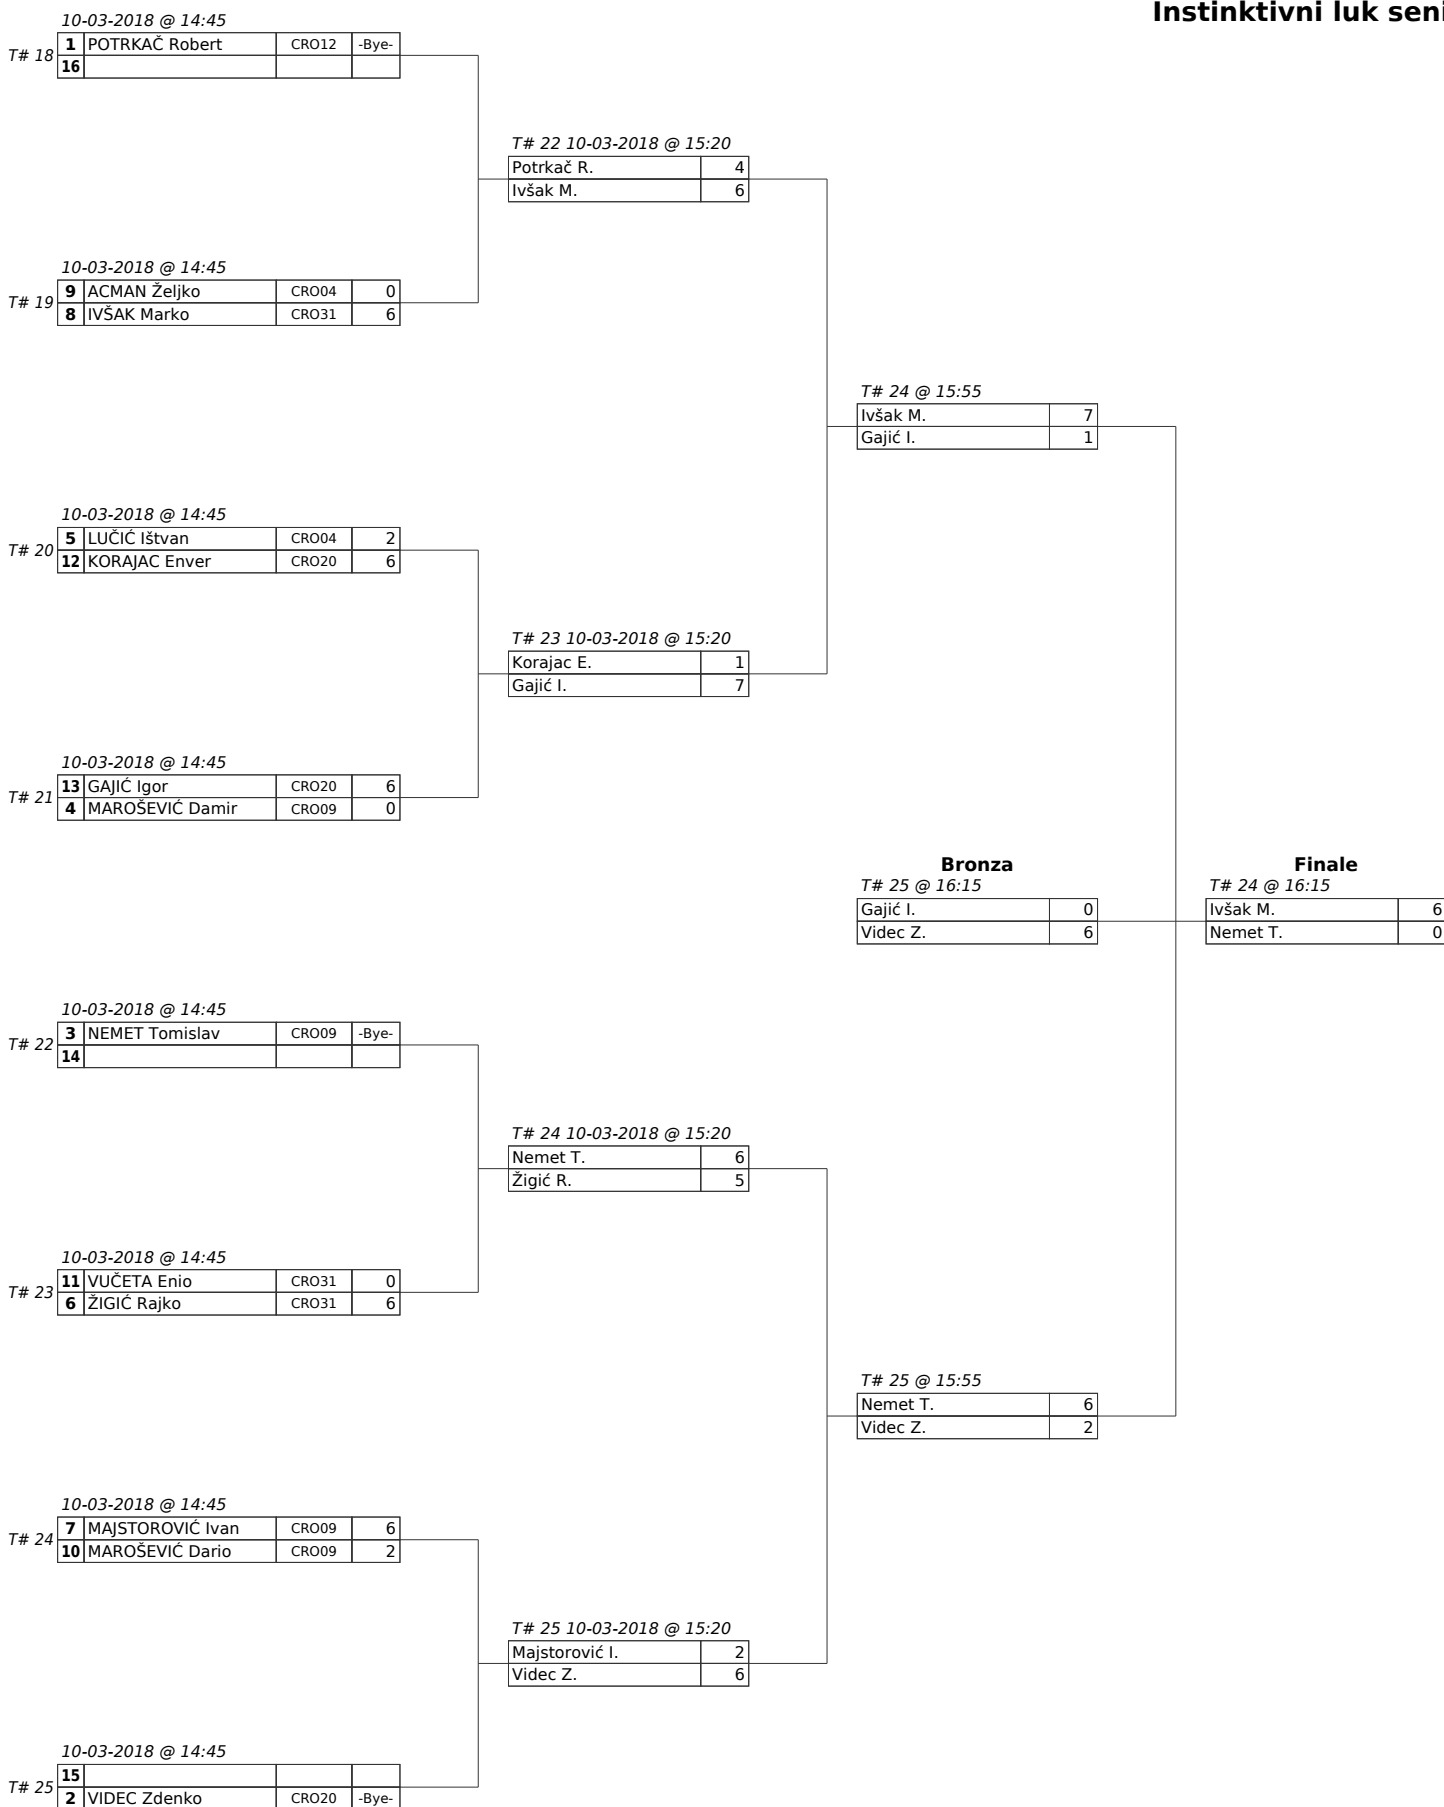 Instinktivni luk seni
10-03-2018 @ 14:45
T# 18
1 POTRKAČ Robert CRO12 -Bye-
16
T# 22 10-03-2018 @ 15:20
Potrkač R. 4
Ivšak M. 6
10-03-2018 @ 14:45
T# 19
9 ACMAN Željko CRO04 0
8 IVŠAK Marko CRO31 6
T# 24 @ 15:55
Ivšak M. 7
Gajić I. 1
10-03-2018 @ 14:45
T# 20
5 LUČIĆ Ištvan CRO04 2
12 KORAJAC Enver CRO20 6
T# 23 10-03-2018 @ 15:20
Korajac E. 1
Gajić I. 7
10-03-2018 @ 14:45
T# 21
13 GAJIĆ Igor CRO20 6
4 MAROŠEVIĆ Damir CRO09 0
Bronza
T# 25 @ 16:15
Gajić I. 0
Videc Z. 6
Finale
T# 24 @ 16:15
Ivšak M. 6
Nemet T. 0
10-03-2018 @ 14:45
T# 22
3 NEMET Tomislav CRO09 -Bye-
14
T# 24 10-03-2018 @ 15:20
Nemet T. 6
Žigić R. 5
10-03-2018 @ 14:45
T# 23
11 VUČETA Enio CRO31 0
6 ŽIGIĆ Rajko CRO31 6
T# 25 @ 15:55
Nemet T. 6
Videc Z. 2
10-03-2018 @ 14:45
T# 24
7 MAJSTOROVIĆ Ivan CRO09 6
10 MAROŠEVIĆ Dario CRO09 2
T# 25 10-03-2018 @ 15:20
Majstorović I. 2
Videc Z. 6
10-03-2018 @ 14:45
T# 25
15
2 VIDEC Zdenko CRO20 -Bye-